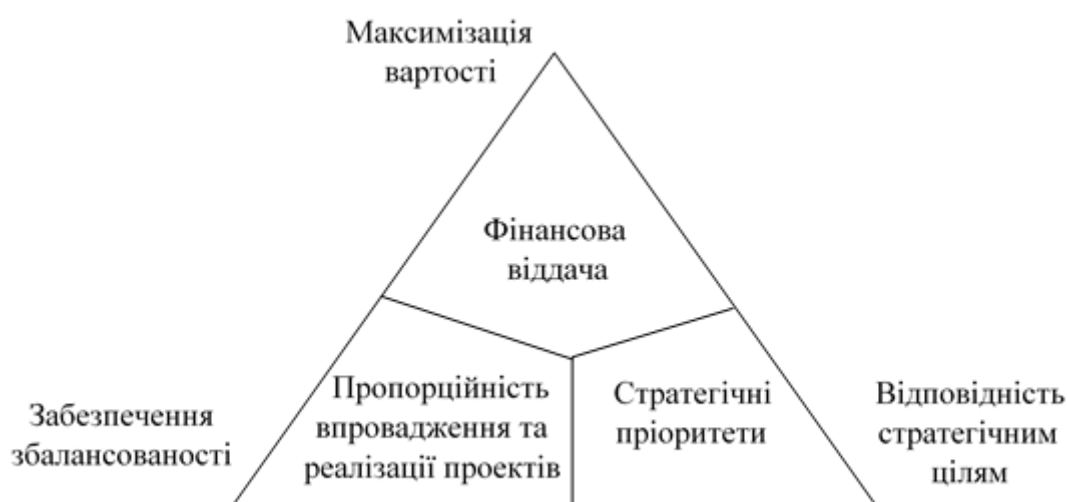 Максимізація
вартості
Фінансова
віддача
Забезпечення
збалансованості
Пропорційність
впровадження та
реалізації проектів
Стратегічні
пріоритети
Відповідність
стратегічним
цілям